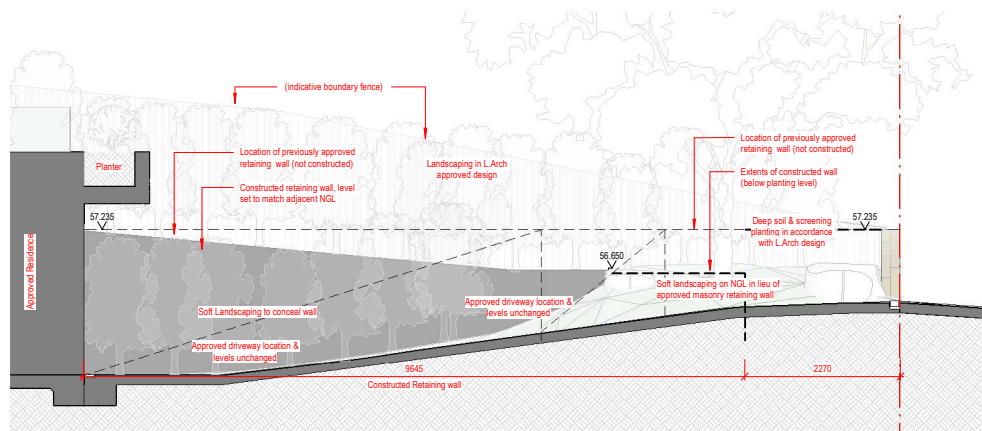 (indicative boundary fence)
Location of previously approved
retaining wall (not constructed)
Planter
Location of previously approved
retaining wall (not constructed)
Landscaping in L.Arch
approved design
Extents of constructed wall
(below planting level)
Constructed retaining wall, level
set to match adjacent NGL
57.235
57.235
Deep soil & screening
planting in accordance
with L.Arch design
56.650
Approved Residence
Soft landscaping on NGL in lieu of
approved masonry retaining wall
Soft Landscaping to conceal wall
Approved driveway location &
levels unchanged
Approved driveway location &
levels unchanged
9645
2270
Constructed Retaining wall